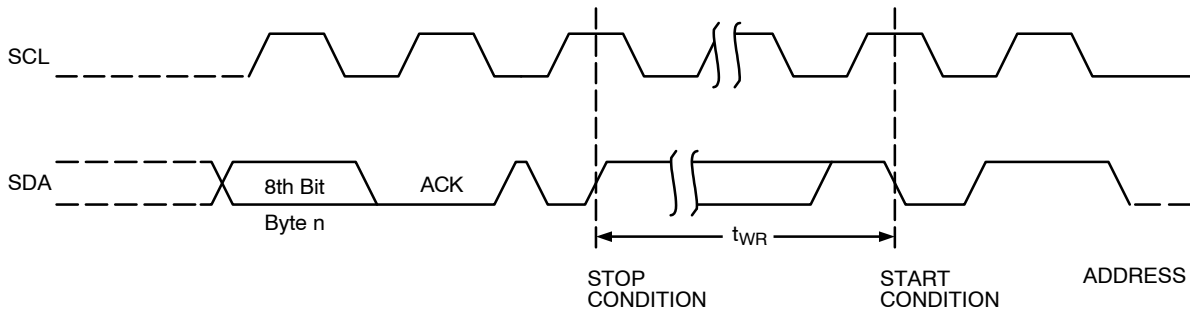 SCL
SDA
8th Bit
ACK
Byte n
tWR
STOP
CONDITION
START
CONDITION
ADDRESS